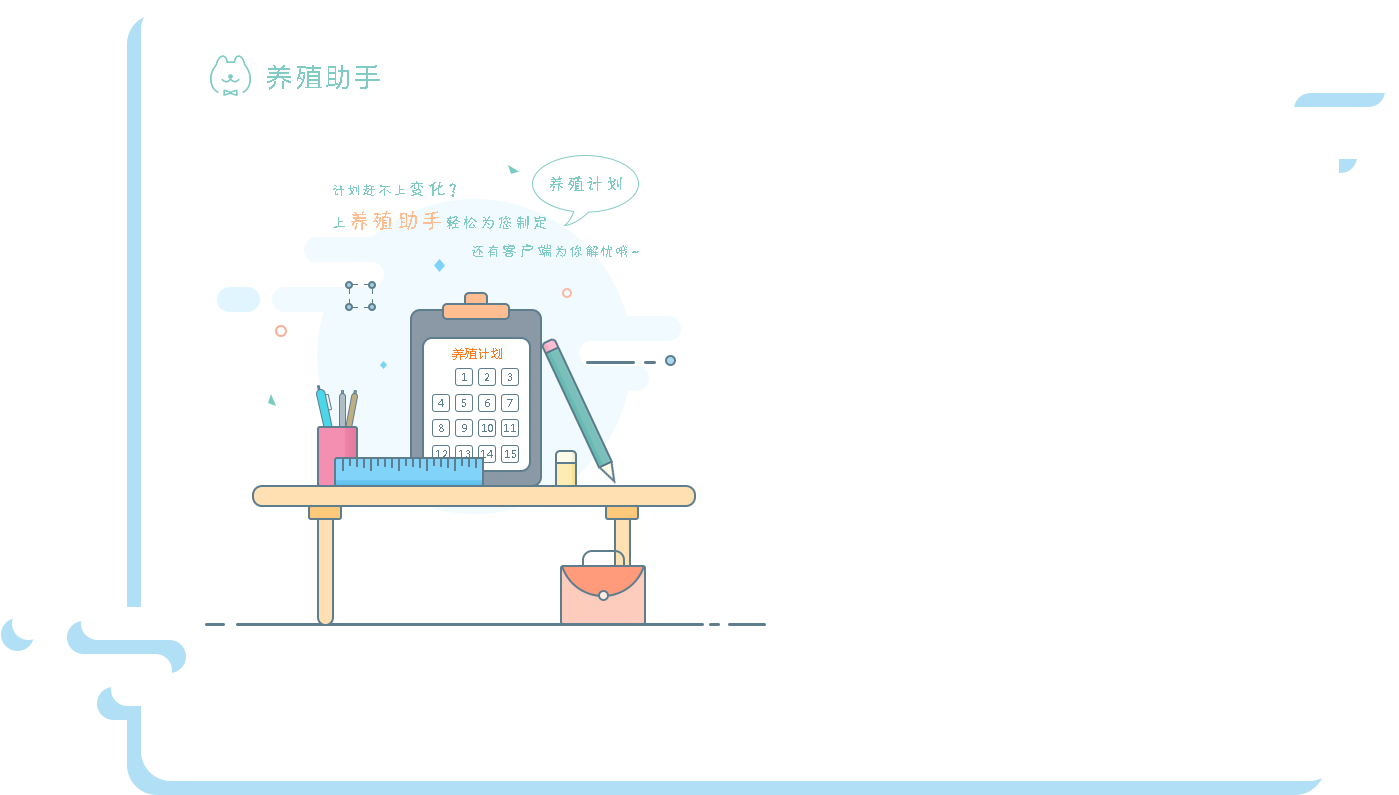 养殖助手
养殖计划
计划赶不上变化?
上养殖助手轻松为您制定
还有客户端为你解忧哦~
养殖计划
1 2 3
4 5 6 7
8 9 10 11
12 13 14 15